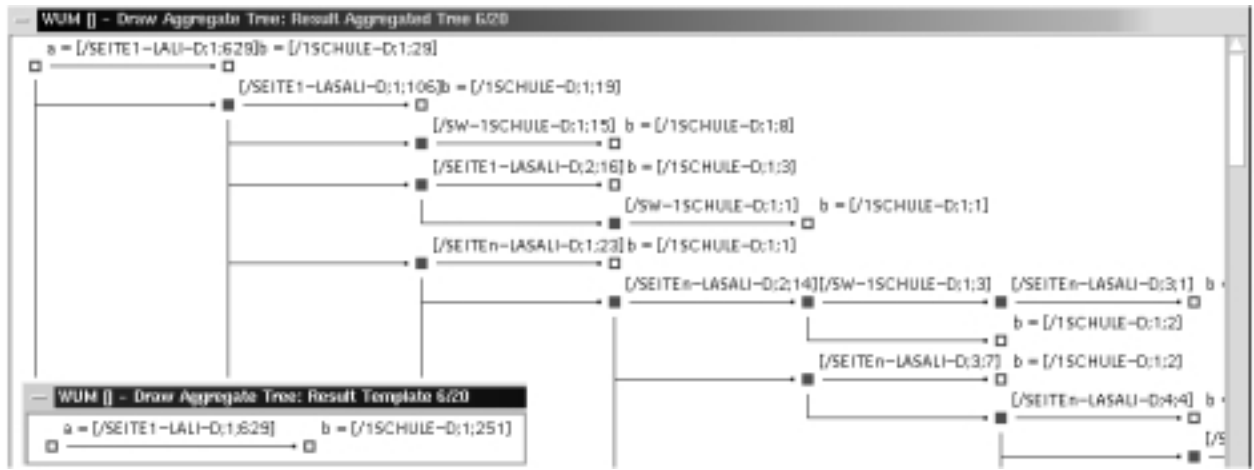 WUM [] - Draw Aggregate Tree: Result Aggregated Tree 6/20
a = [/SEITE1-LALI-D;1;629] b = [/1SCHULE-D;1;29]
[/SEITE1-LASALI-D;1;106] b = [/1SCHULE-D;1;19]
[/SW-1SCHULE-D;1;15] b = [/1SCHULE-D;1;8]
[/SEITE1-LASALI-D;2;16] b = [/1SCHULE-D;1;3]
[/SW-1SCHULE-D;1;1] b = [/1SCHULE-D;1;1]
[/SEITEn-LASALI-D;1;23] b = [/1SCHULE-D;1;1]
[/SEITEn-LASALI-D;2;14] [/SW-1SCHULE-D;1;3] [/SEITEn-LASALI-D;3;1] b =
b = [/1SCHULE-D;1;2]
[/SEITEn-LASALI-D;3;7] b = [/1SCHULE-D;1;2]
[/SEITEn-LASALI-D;4;4] b =
[/S
WUM [] - Draw Aggregate Tree: Result Template 6/20
a = [/SEITE1-LALI-D;1;629] b = [/1SCHULE-D;1;251]